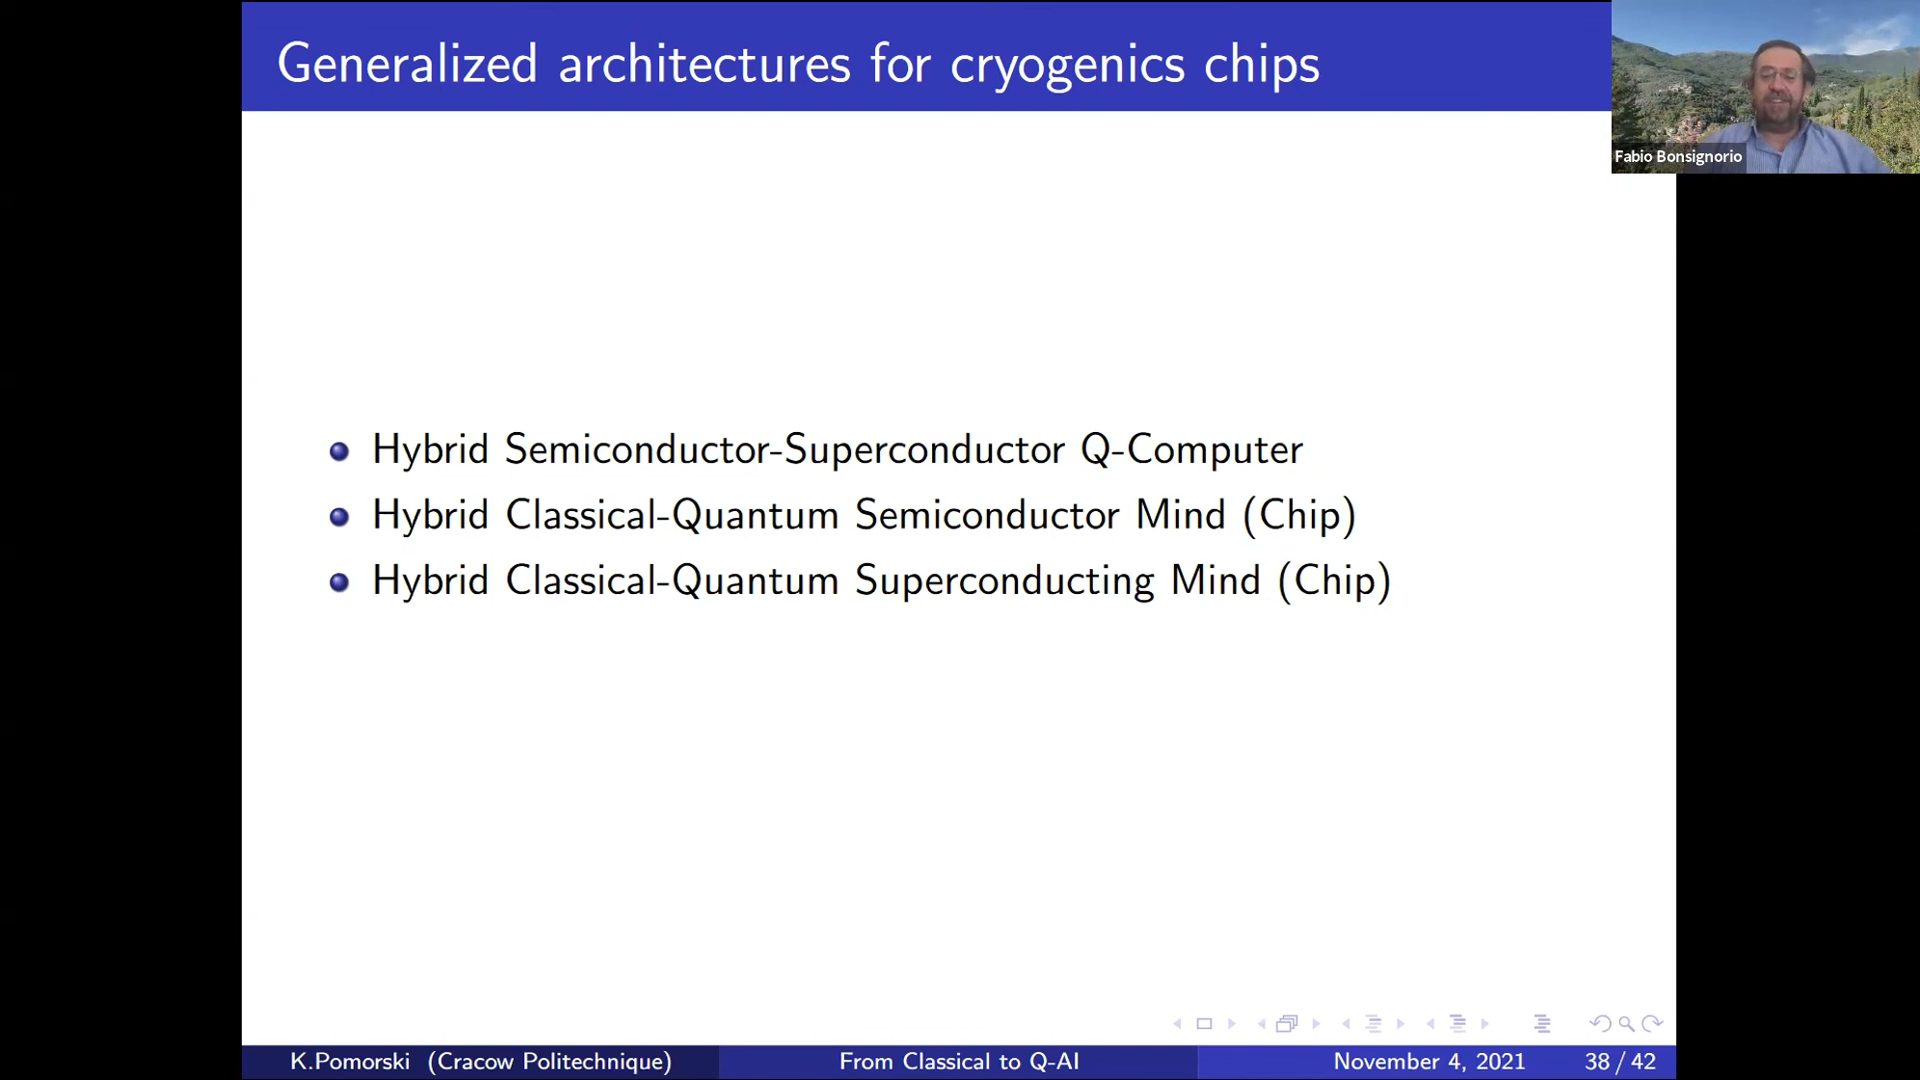 Generalized architectures for cryogenics chips
Fabio Bonsignorio
Hybrid Semiconductor-Superconductor Q-Computer
Hybrid Classical-Quantum Semiconductor Mind (Chip)
Hybrid Classical-Quantum Superconducting Mind (Chip)
K.Pomorski (Cracow Politechnique)
From Classical to Q-AI
November 4, 2021
38 / 42